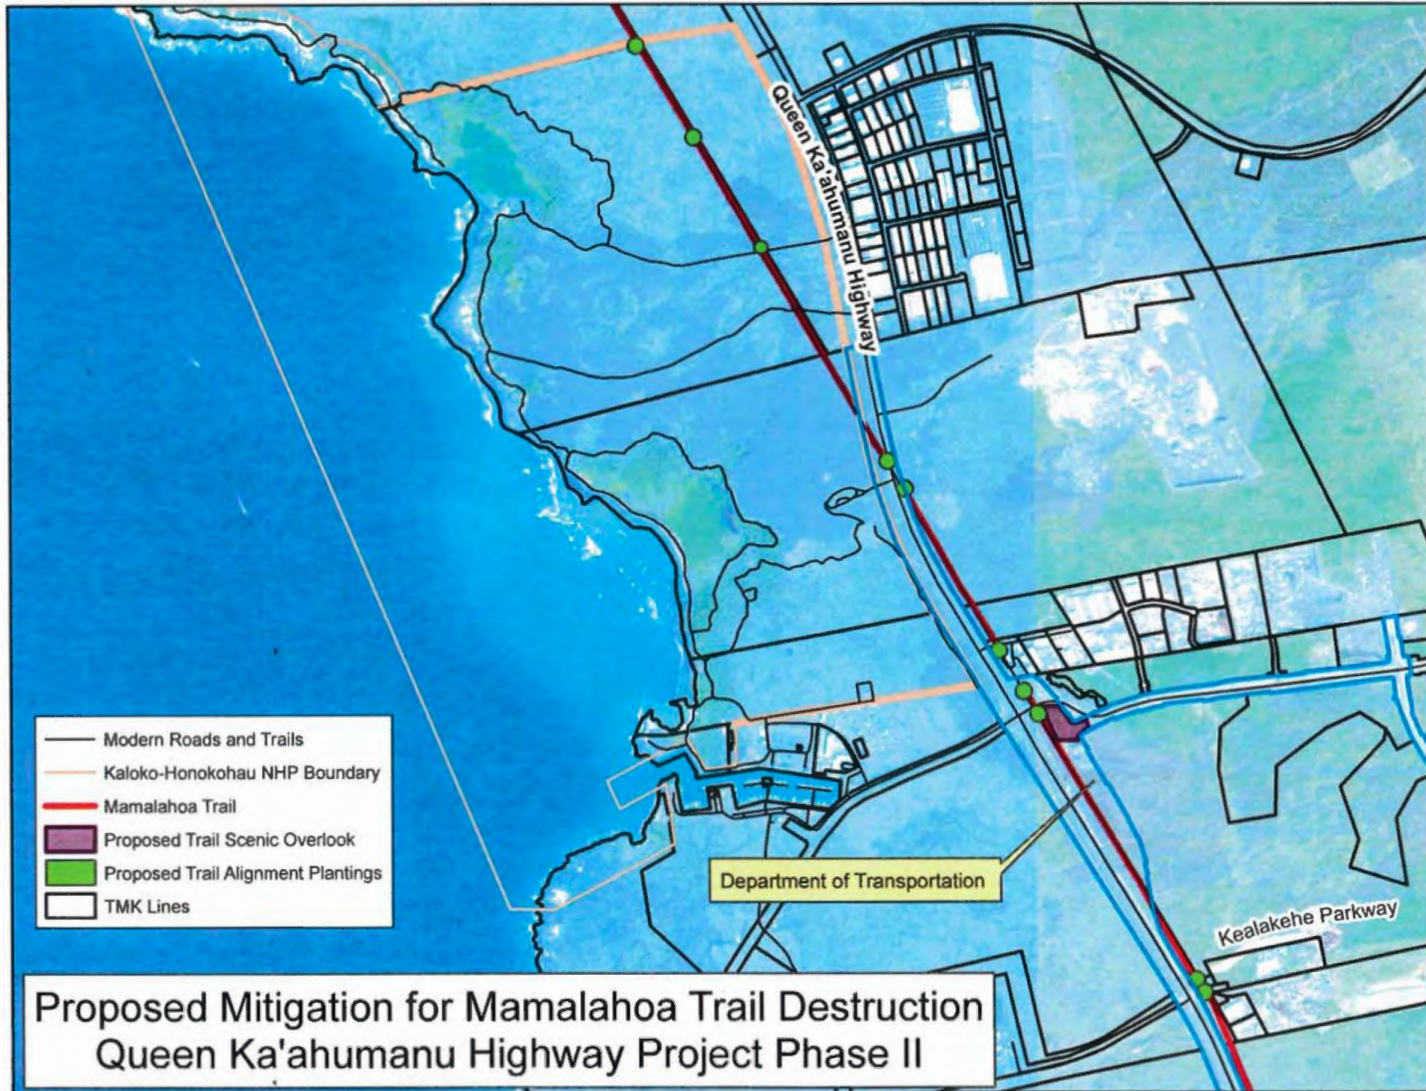 Queen Ka'ahumanu Highway
Modern Roads and Trails
Kaloko-Honokohau NHP Boundary
Mamalahoa Trail
Proposed Trail Scenic Overlook
Proposed Trail Alignment Plantings
TMK Lines
Department of Transportation
Kealakehe Parkway
Proposed Mitigation for Mamalahoa Trail Destruction
Queen Ka'ahumanu Highway Project Phase II